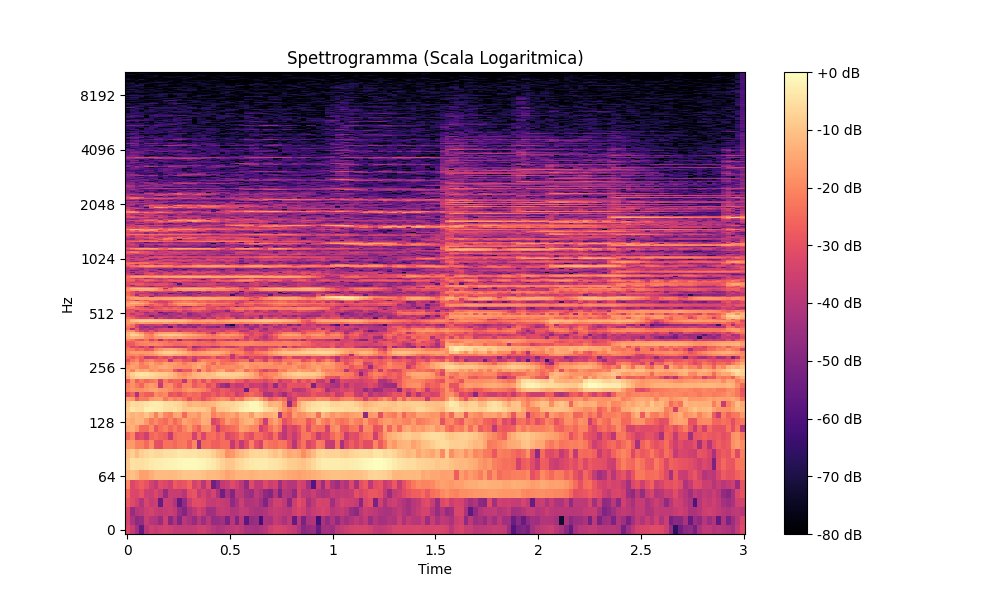 Spettrogramma (Scala Logaritmica)
Hz
8192
4096
2048
1024
512
256
128
64
0
0
0.5
1
1.5
2
2.5
3
Time
+0 dB
-10 dB
-20 dB
-30 dB
-40 dB
-50 dB
-60 dB
-70 dB
-80 dB